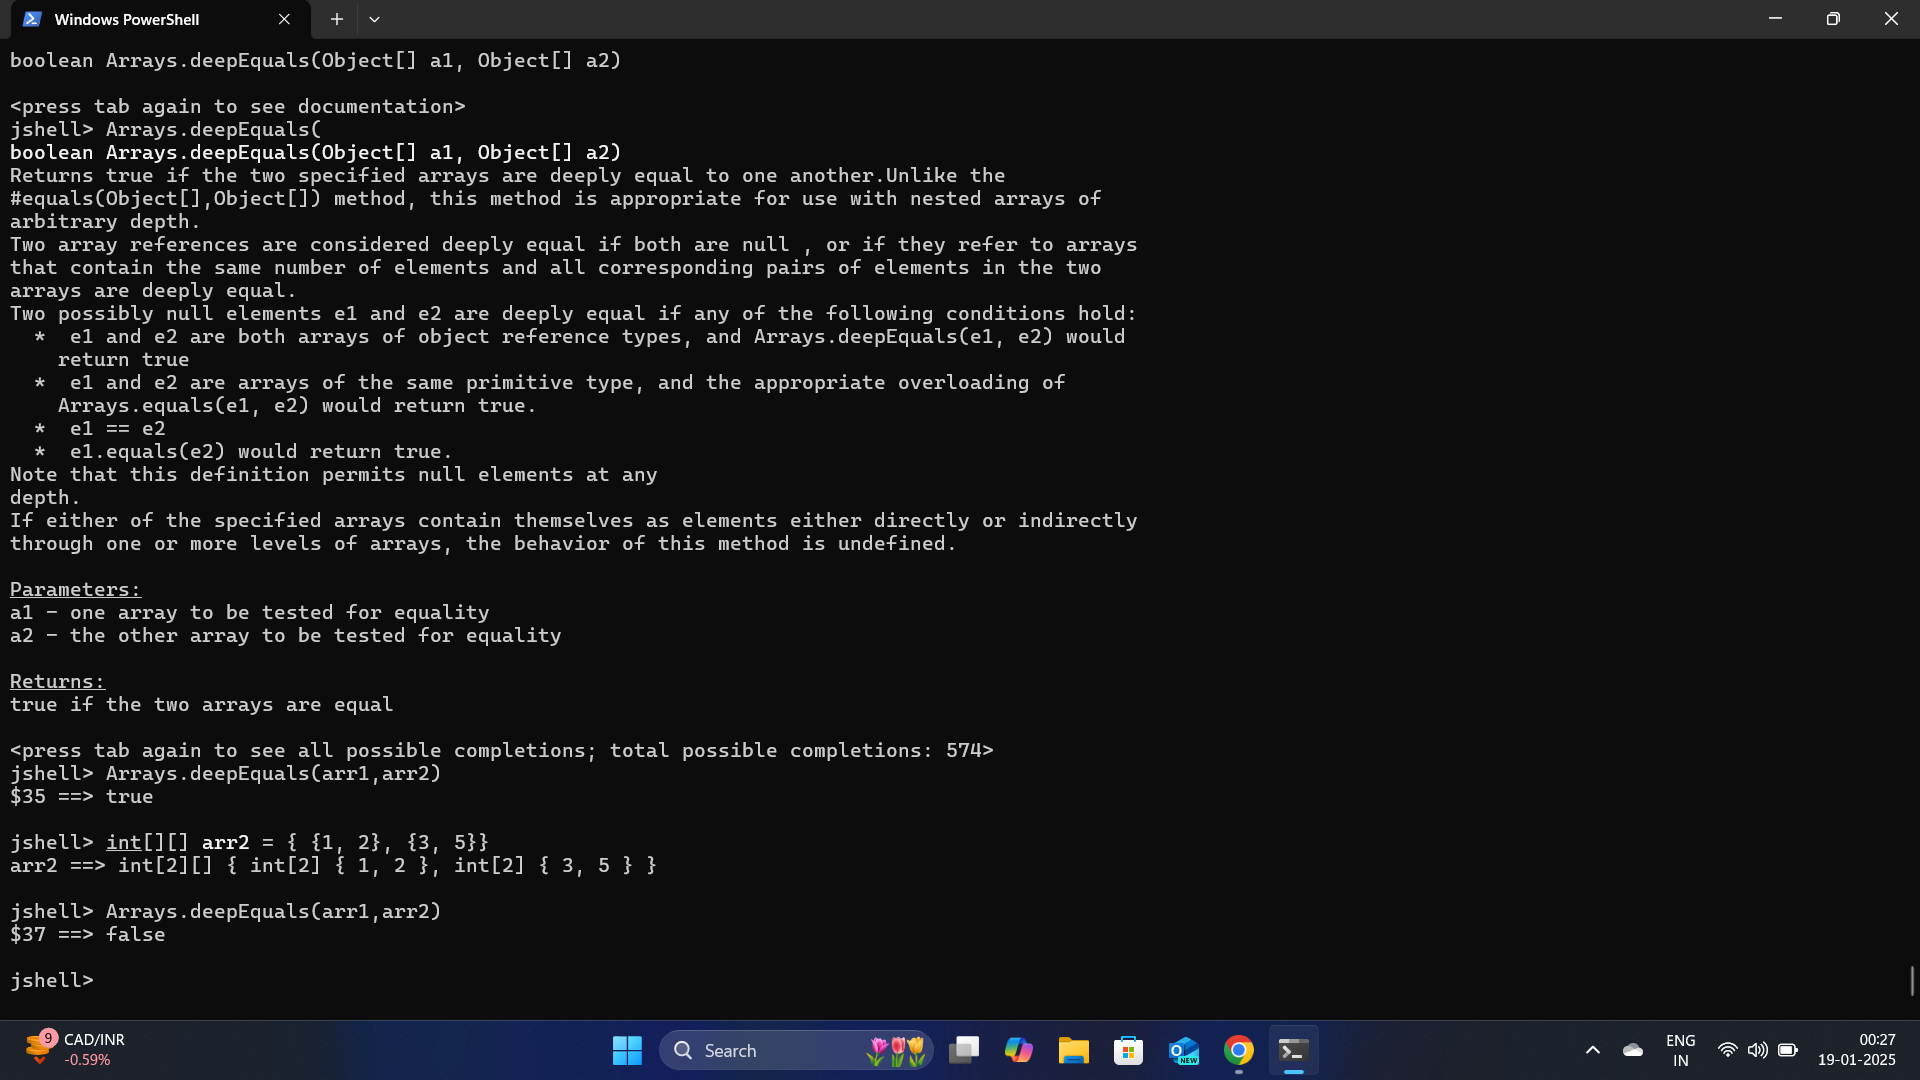 Windows PowerShell
boolean Arrays.deepEquals(Object[] a1, Object[] a2)
<press tab again to see documentation>
jshell> Arrays.deepEquals(
boolean Arrays.deepEquals(Object[] a1, Object[] a2)
Returns true if the two specified arrays are deeply equal to one another.Unlike the
#equals(Object[],Object[]) method, this method is appropriate for use with nested arrays of
arbitrary depth.
Two array references are considered deeply equal if both are null , or if they refer to arrays
that contain the same number of elements and all corresponding pairs of elements in the two
arrays are deeply equal.
Two possibly null elements e1 and e2 are deeply equal if any of the following conditions hold:
  *  e1 and e2 are both arrays of object reference types, and Arrays.deepEquals(e1, e2) would
    return true
  *  e1 and e2 are arrays of the same primitive type, and the appropriate overloading of
    Arrays.equals(e1, e2) would return true.
  *  e1 == e2
  *  e1.equals(e2) would return true.
Note that this definition permits null elements at any
depth.
If either of the specified arrays contain themselves as elements either directly or indirectly
through one or more levels of arrays, the behavior of this method is undefined.
Parameters:
a1 - one array to be tested for equality
a2 - the other array to be tested for equality
Returns:
true if the two arrays are equal
<press tab again to see all possible completions; total possible completions: 574>
jshell> Arrays.deepEquals(arr1,arr2)
$35 ==> true
jshell> int[][] arr2 = { {1, 2}, {3, 5}}
arr2 ==> int[2][] { int[2] { 1, 2 }, int[2] { 3, 5 } }
jshell> Arrays.deepEquals(arr1,arr2)
$37 ==> false
jshell>
9
CAD/INR
-0.59%
Search
NEW
ENG
IN
00:27
19-01-2025